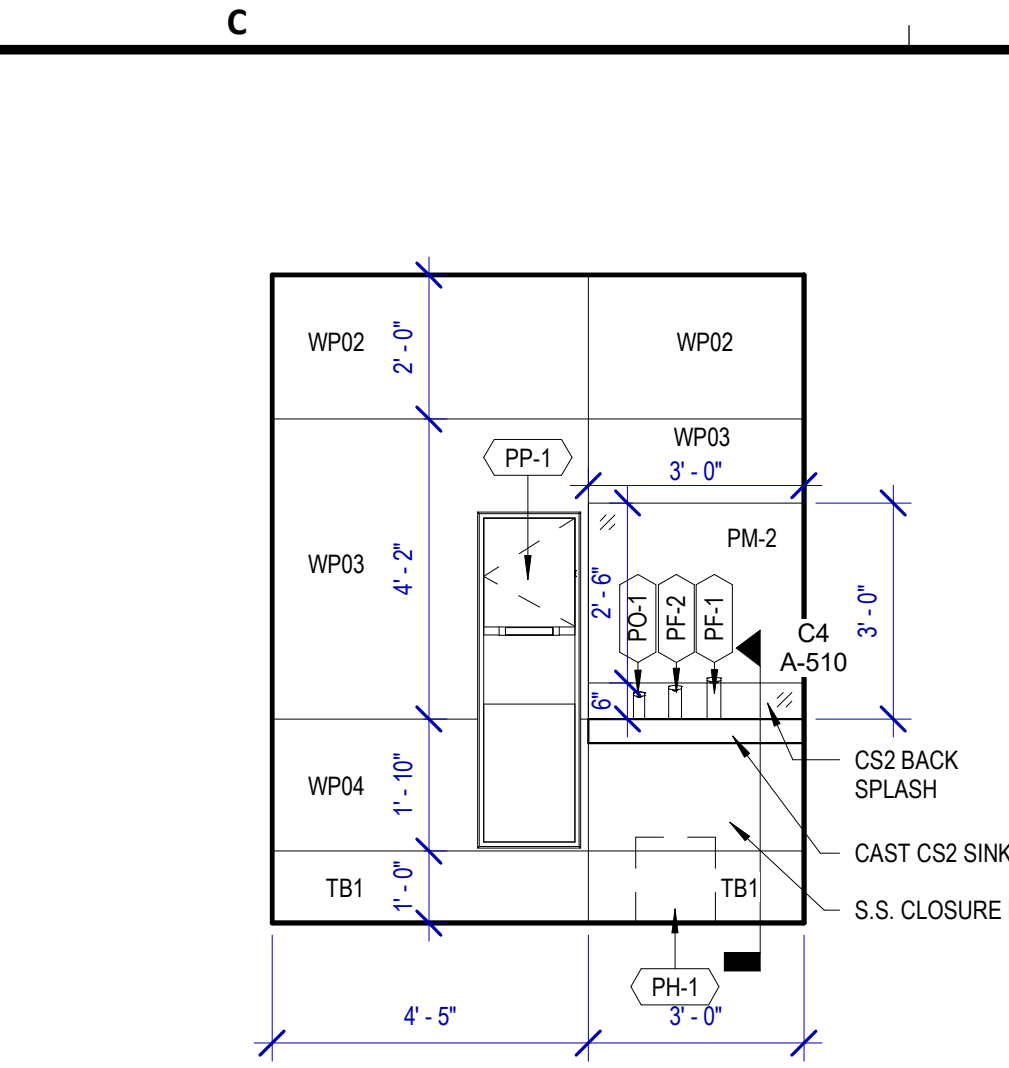 C
WP02
2' - 0"
WP02
WP03
3' - 0"
PP-1
PM-2
WP03
4' - 2"
2' - 6"
PO-1
PF-2
PF-1
3' - 0"
C4
A-510
6"
CS2 BACK
SPLASH
WP04
1' - 10"
CAST CS2 SINK
TB1
1' - 0"
TB1
S.S. CLOSURE
PH-1
4' - 5"
3' - 0"